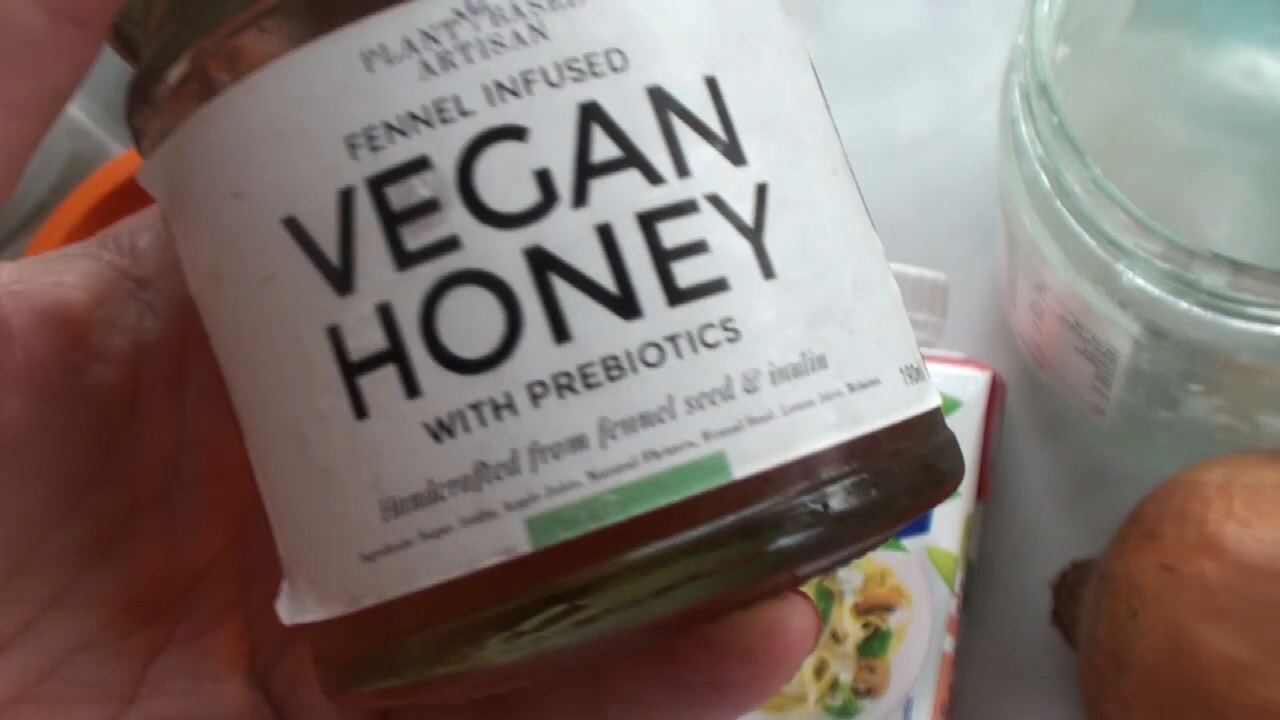 PLANT BASED
ARTISAN
FENNEL INFUSED
VEGAN
HONEY
WITH PREBIOTICS
Handcrafted from fennel seed & inulin